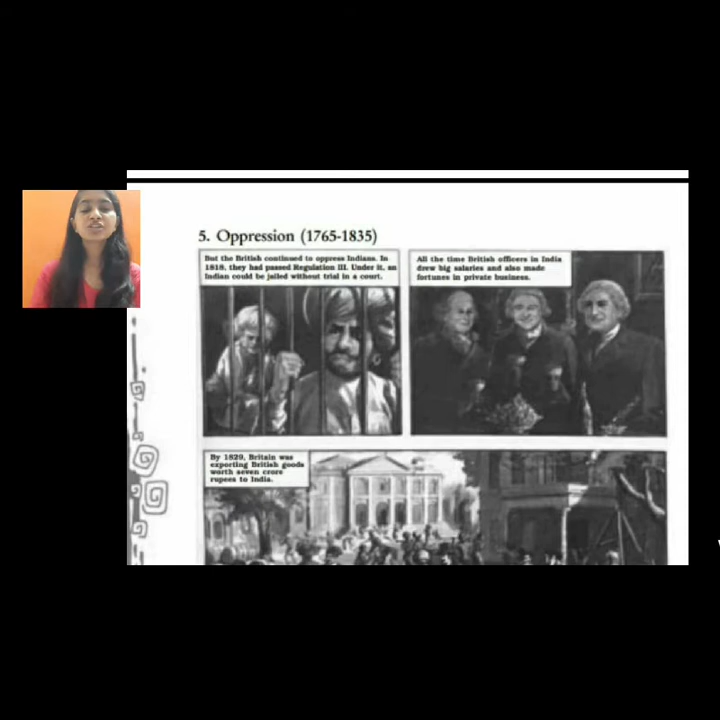 5. Oppression (1765-1835)
But the British continued to oppress Indians. In
1818, they had passed Regulation III. Under it, an
Indian could be jailed without trial in a court.
All the time British officers in India
drew big salaries and also made
fortunes in private business.
By 1829, Britain was
exporting British goods
worth seven crore
rupees to India.